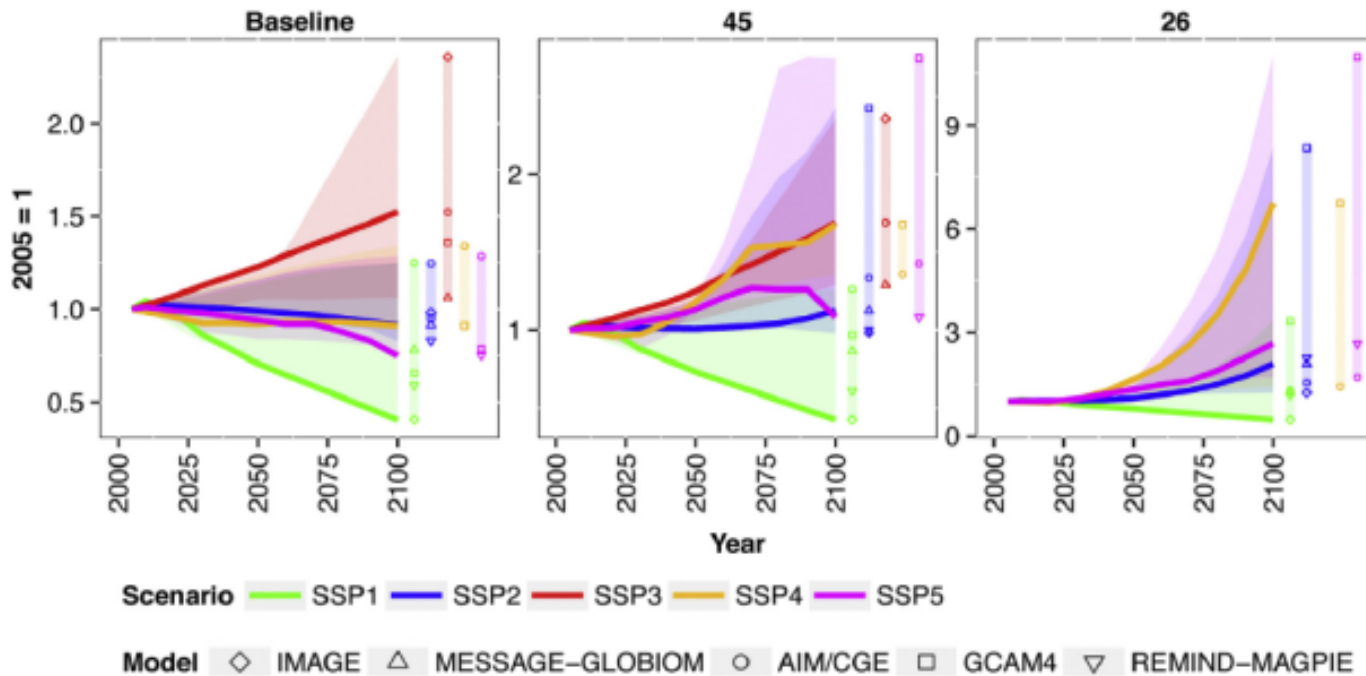 Baseline 45 26
2005 = 1
2.0
1.5
1.0
0.5
2
1
9
6
3
0
2000 2025 2050 2075 2100 2000 2025 2050 2075 2100 2000 2025 2050 2075 2100
Year
Scenario SSP1 SSP2 SSP3 SSP4 SSP5
Model IMAGE MESSAGE-GLOBIOM AIM/CGE GCAM4 REMIND-MAGPIE